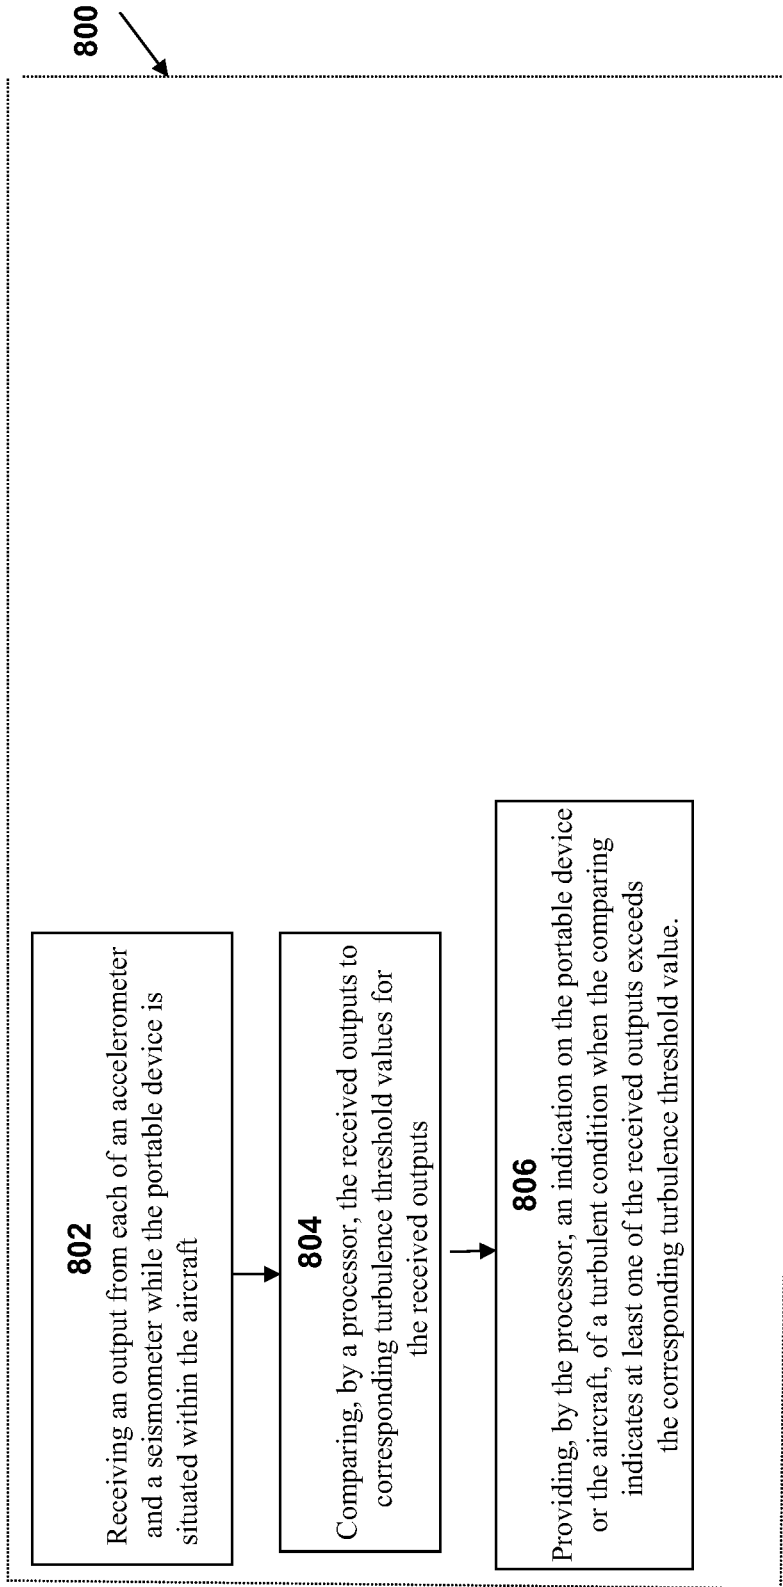 800
802
Receiving an output from each of an accelerometer
and a seismometer while the portable device is
situated within the aircraft
804
Comparing, by a processor, the received outputs to
corresponding turbulence threshold values for
the received outputs
806
Providing, by the processor, an indication on the portable device
or the aircraft, of a turbulent condition when the comparing
indicates at least one of the received outputs exceeds
the corresponding turbulence threshold value.